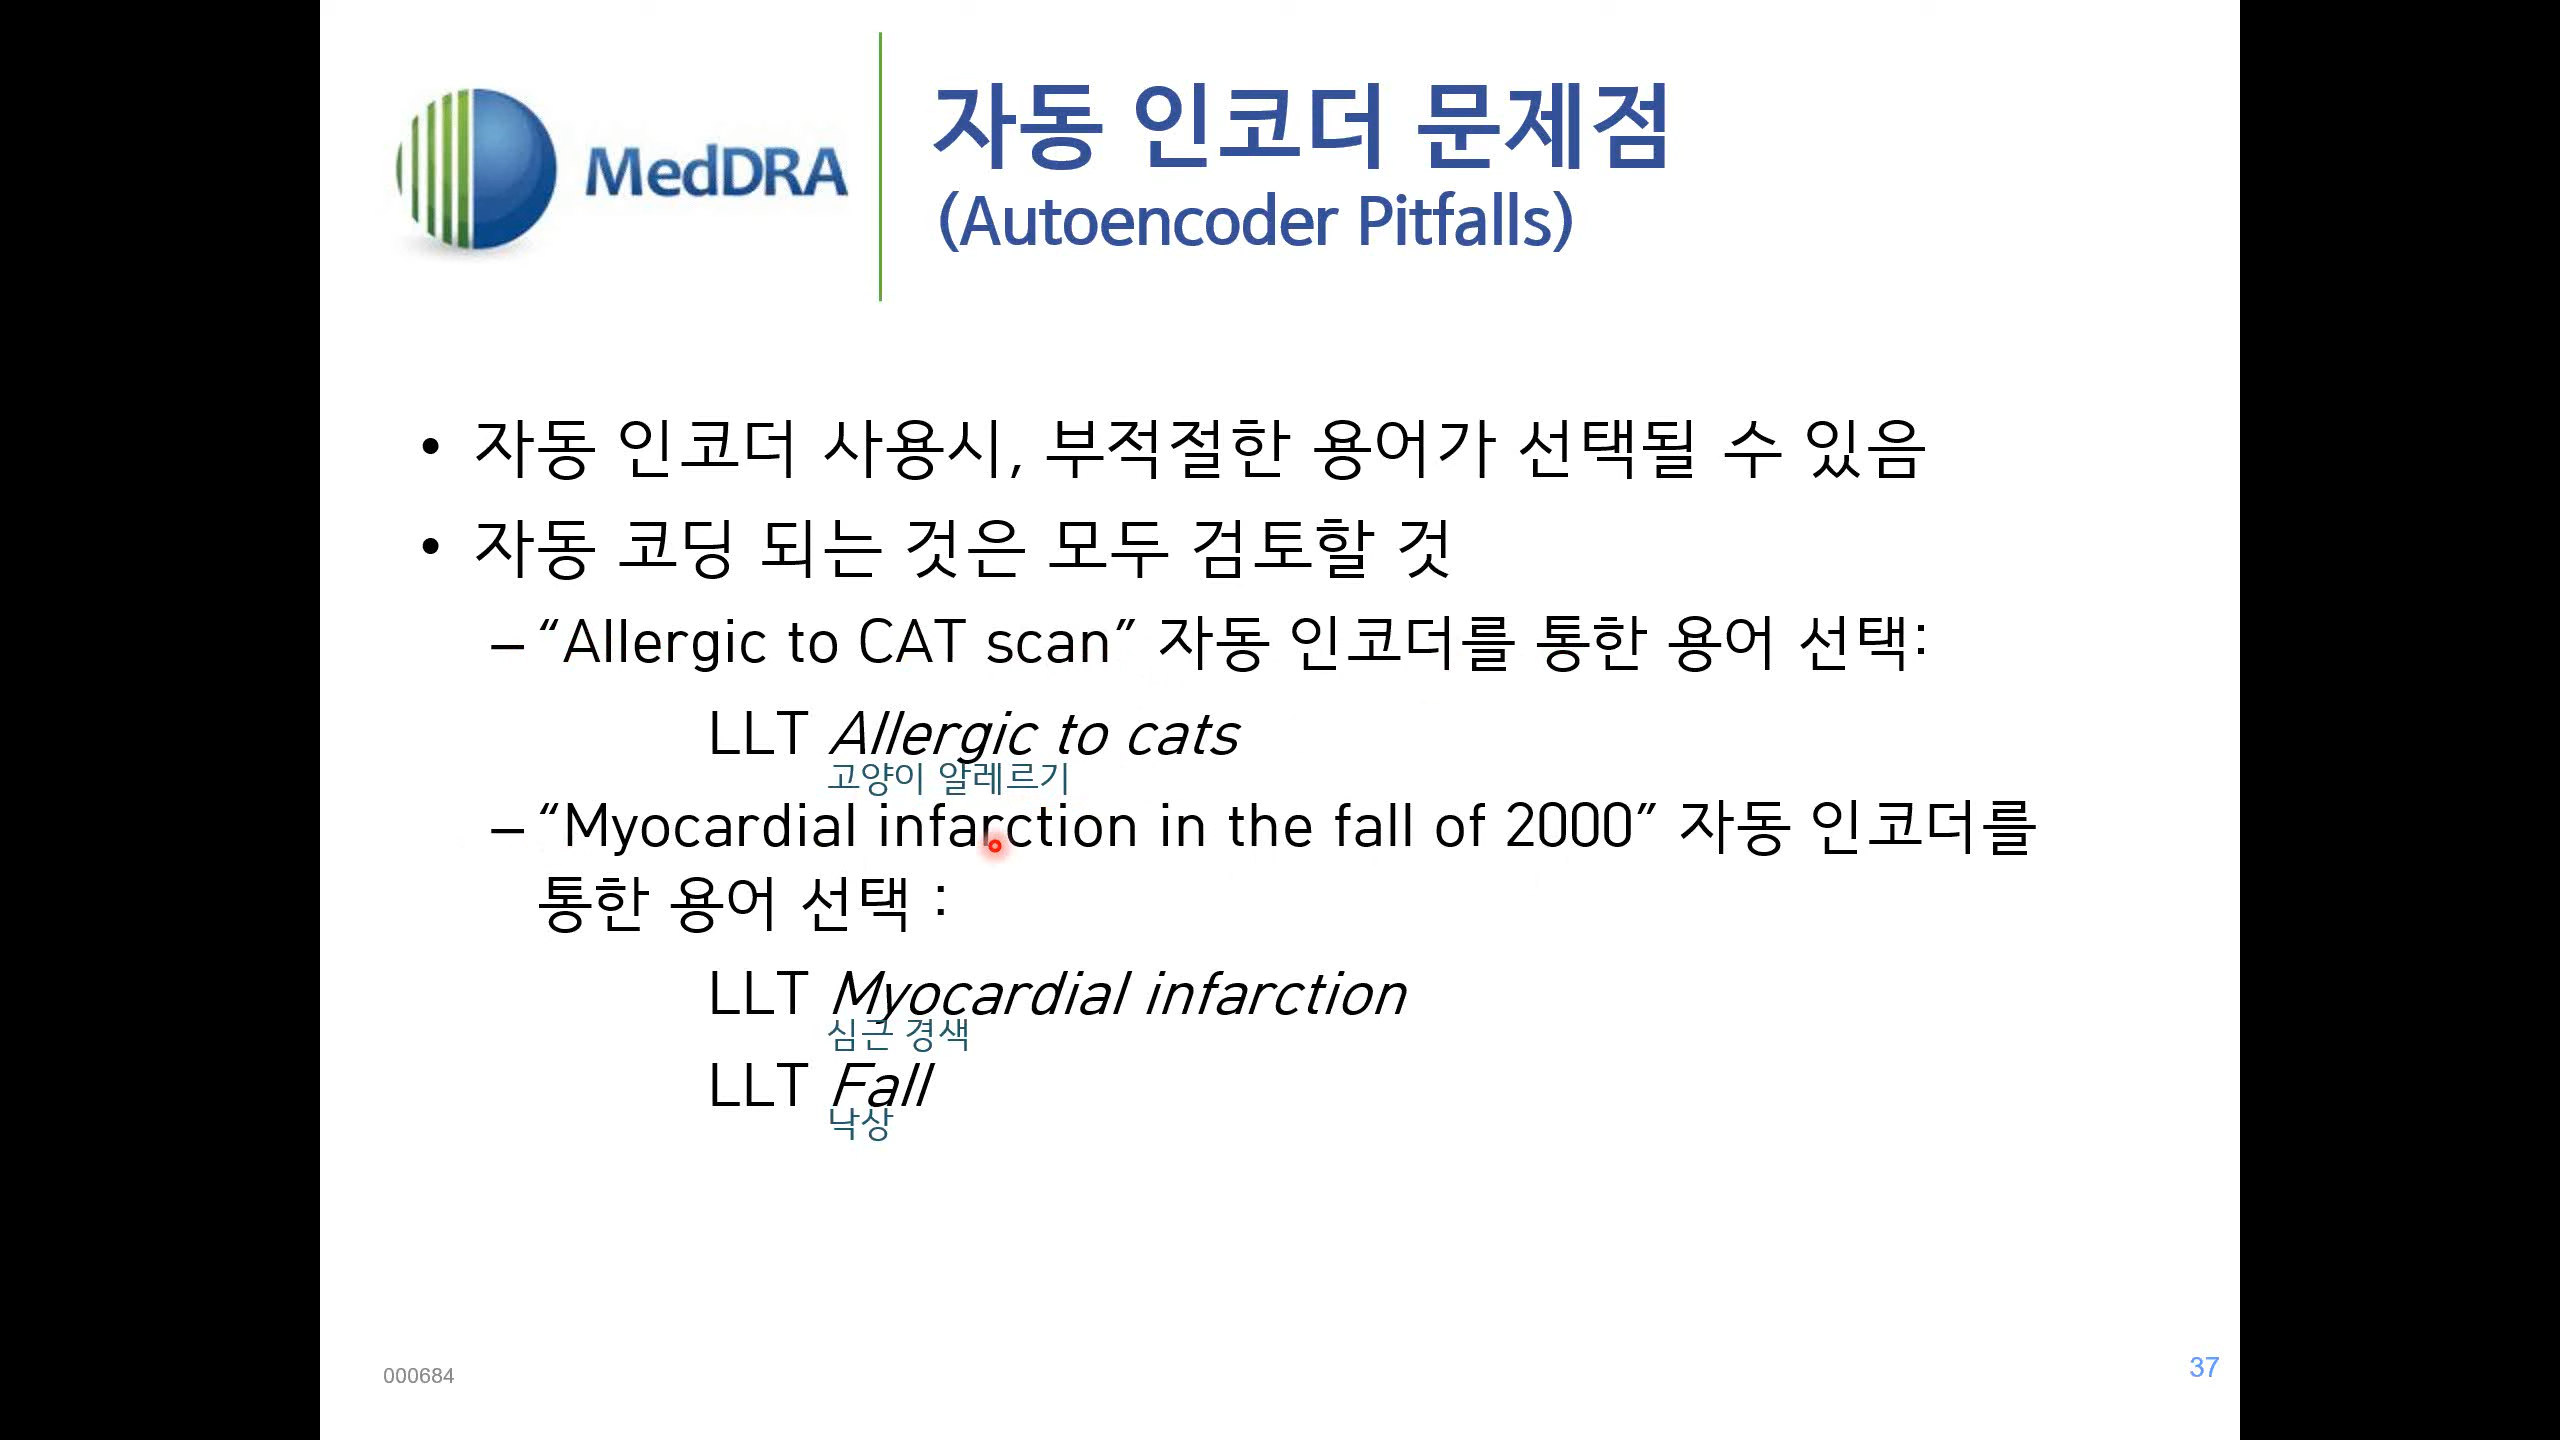 MedDRA
자동 인코더 문제점
(Autoencoder Pitfalls)
• 자동 인코더 사용시, 부적절한 용어가 선택될 수 있음
• 자동 코딩 되는 것은 모두 검토할 것
– “Allergic to CAT scan” 자동 인코더를 통한 용어 선택:
LLT Allergic to cats
고양이 알레르기
– “Myocardial infarction in the fall of 2000” 자동 인코더를
통한 용어 선택 :
LLT Myocardial infarction
심근 경색
LLT Fall
낙상
000684
37